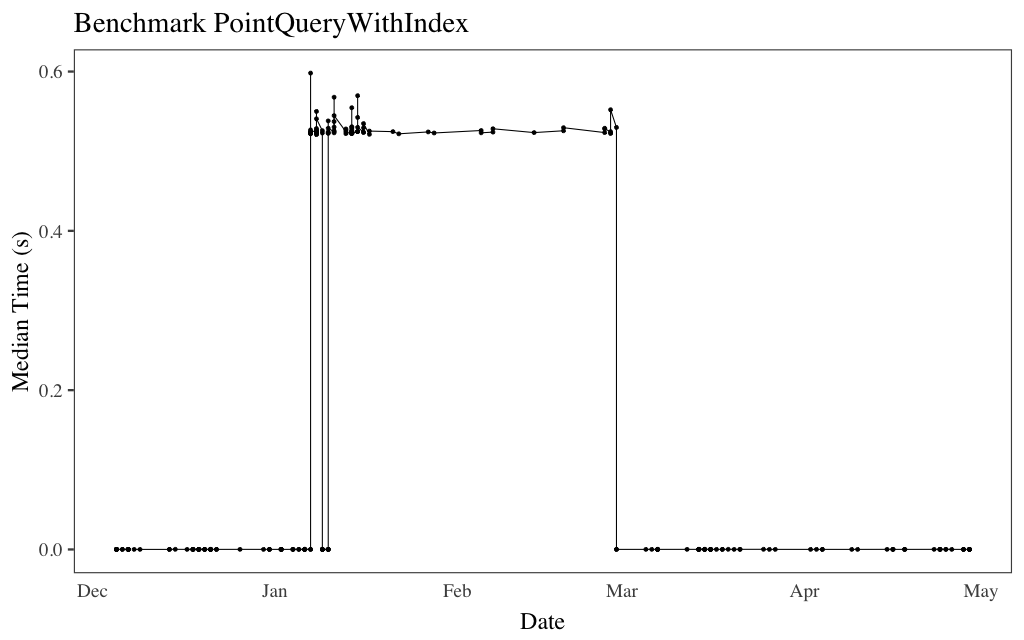 Benchmark PointQueryWithIndex
0.6
0.4
0.2
0.0
Median Time (s)
Dec Jan Feb Mar Apr May
Date